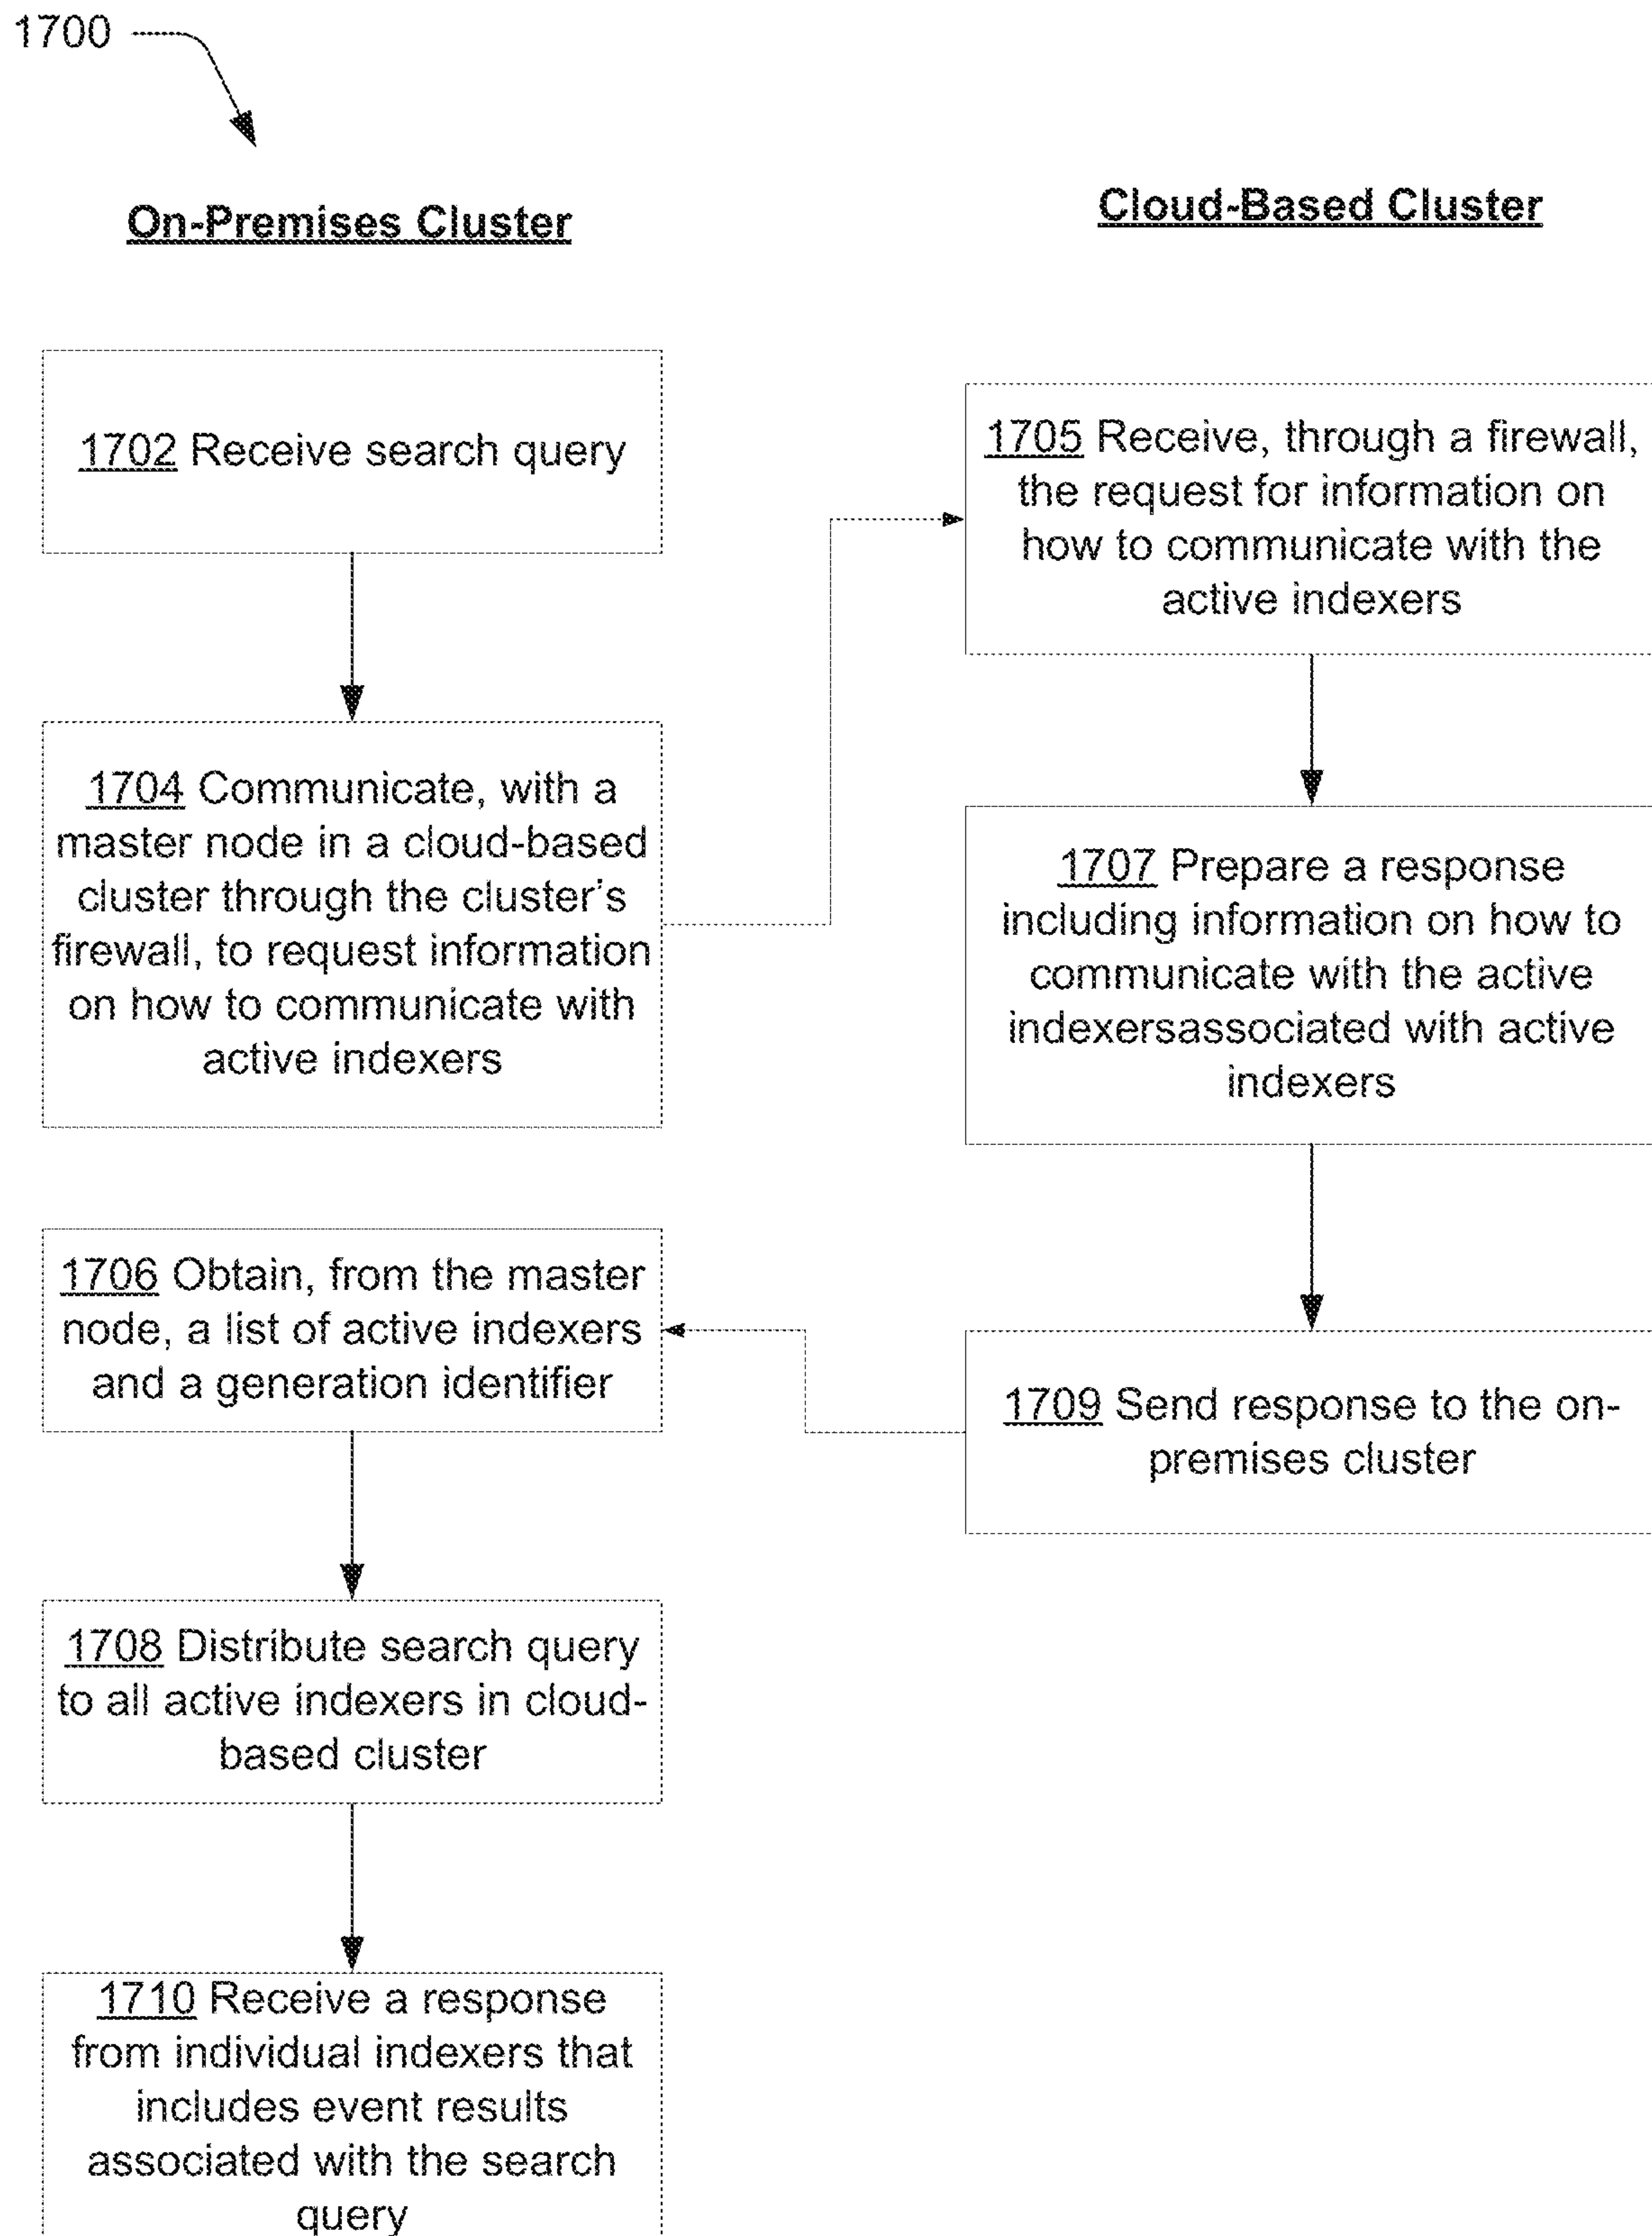 1700
On-Premises Cluster
1702 Receive search query
1704 Communicate, with a
master node in a cloud-based
cluster through the cluster's
firewall, to request information
on how to communicate with
active indexers
1706 Obtain, from the master
node, a list of active indexers
and a generation identifier
1708 Distribute search query
to all active indexers in cloud-
based cluster
1710 Receive a response
from individual indexers that
includes event results
associated with the search
query
Cloud-Based Cluster
1705 Receive, through a firewall,
the request for information on
how to communicate with the
active indexers
1707 Prepare a response
including information on how to
communicate with the active
indexersassociated with active
indexers
1709 Send response to the on-
premises cluster